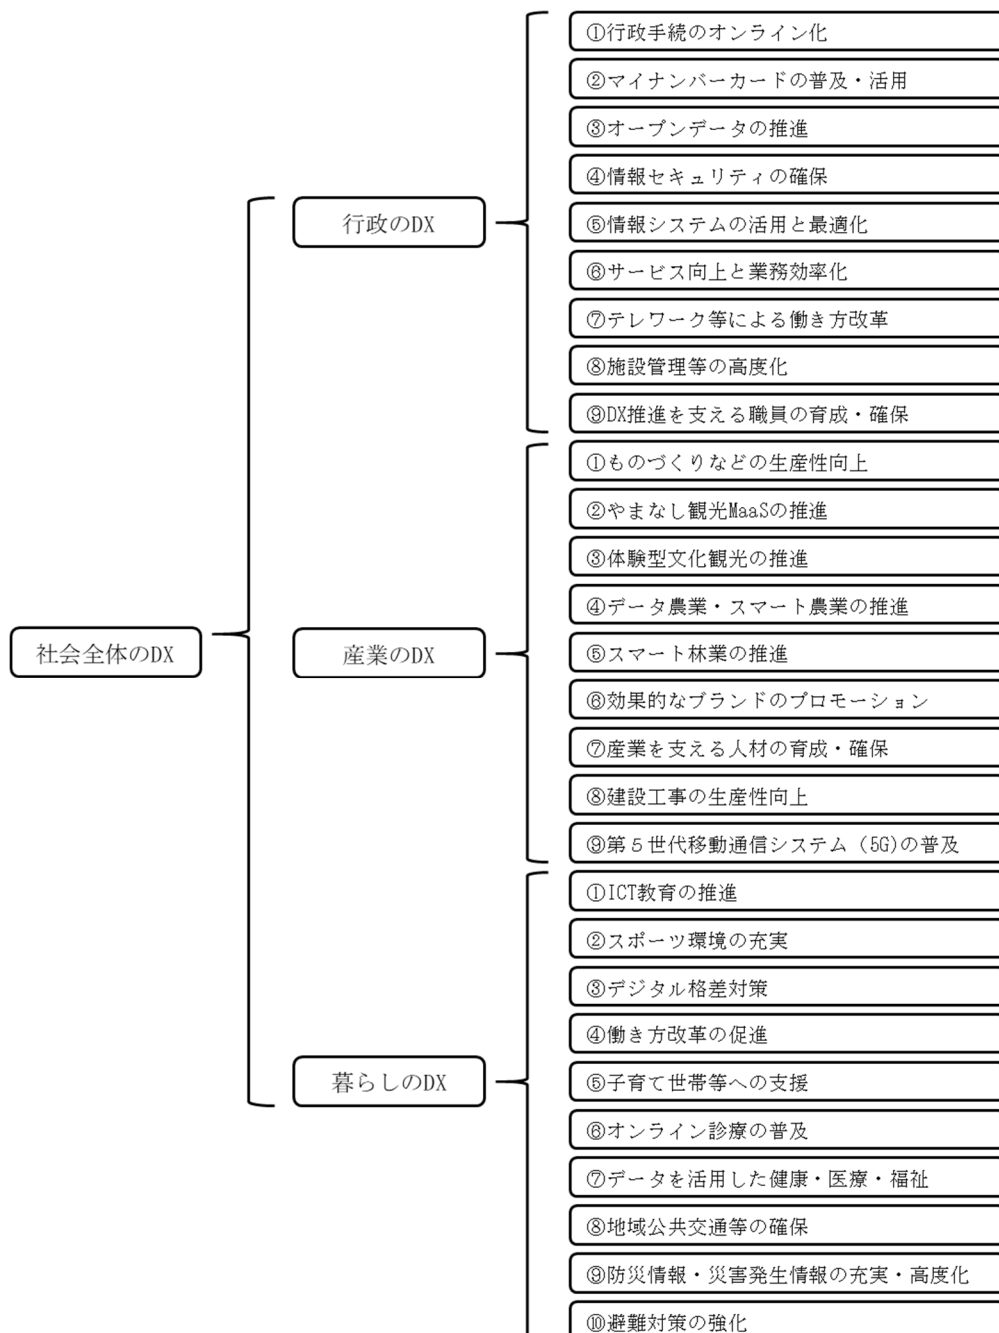 社会全体のDX
行政のDX
①行政手続のオンライン化
②マイナンバーカードの普及・活用
③オープンデータの推進
④情報セキュリティの確保
⑤情報システムの活用と最適化
⑥サービス向上と業務効率化
⑦テレワーク等による働き方改革
⑧施設管理等の高度化
⑨DX推進を支える職員の育成・確保
産業のDX
①ものづくりなどの生産性向上
②やまなし観光MaaSの推進
③体験型文化観光の推進
④データ農業・スマート農業の推進
⑤スマート林業の推進
⑥効果的なブランドのプロモーション
⑦産業を支える人材の育成・確保
⑧建設工事の生産性向上
⑨第５世代移動通信システム（5G)の普及
暮らしのDX
①ICT教育の推進
②スポーツ環境の充実
③デジタル格差対策
④働き方改革の促進
⑤子育て世帯等への支援
⑥オンライン診療の普及
⑦データを活用した健康・医療・福祉
⑧地域公共交通等の確保
⑨防災情報・災害発生情報の充実・高度化
⑩避難対策の強化